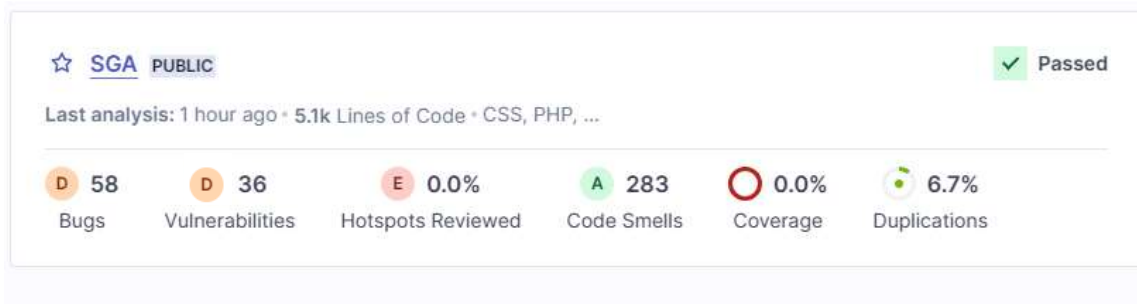 SGA PUBLIC Passed
Last analysis: 1 hour ago • 5.1k Lines of Code • CSS, PHP, ...
D 58 D 36 E 0.0% A 283 0.0% 6.7%
Bugs Vulnerabilities Hotspots Reviewed Code Smells Coverage Duplications